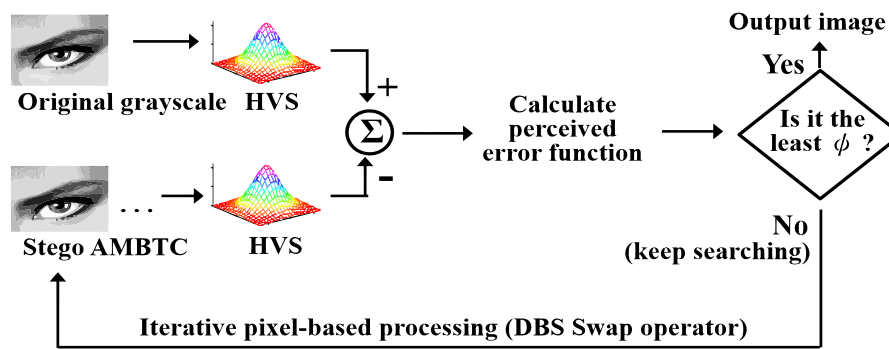 Original grayscale
HVS
+
Σ
-
Stego AMBTC
. . .
HVS
Calculate
perceived
error function
Is it the
least ϕ ?
Yes
Output image
No
(keep searching)
Iterative pixel-based processing (DBS Swap operator)